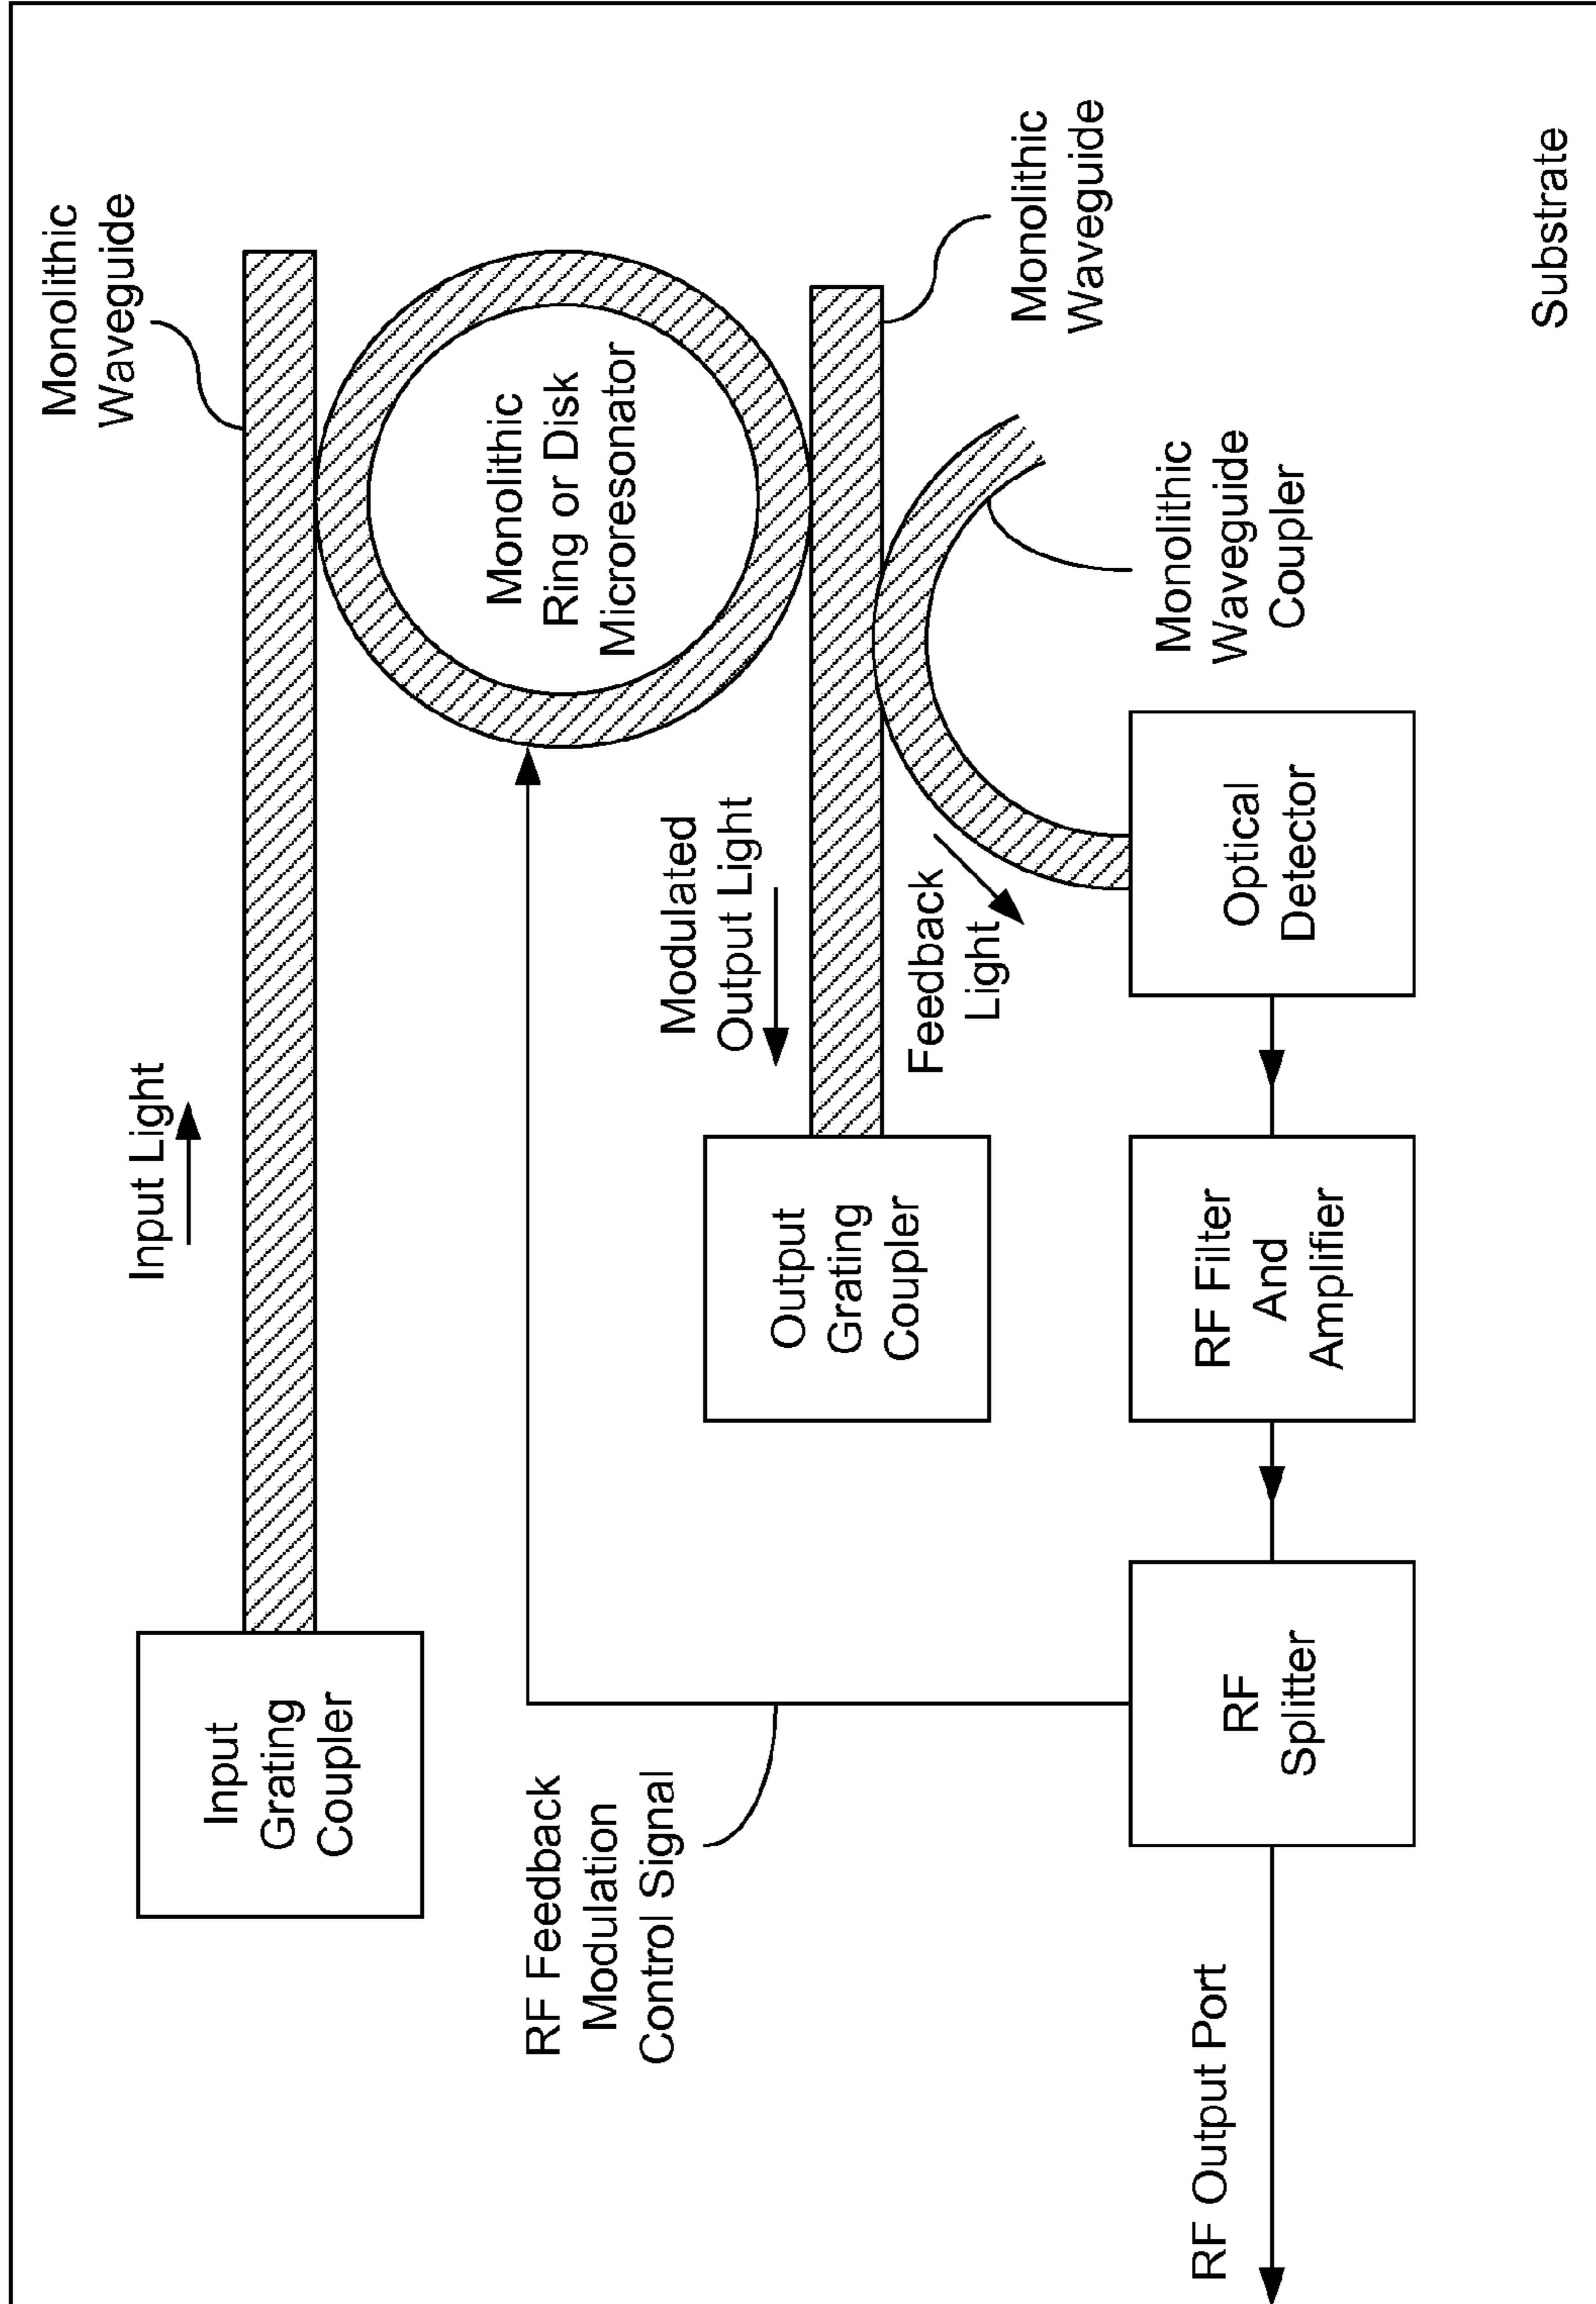 Monolithic
Waveguide
Input Light
Input
Grating
Coupler
Monolithic
Ring or Disk
Microresonator
RF Feedback
Modulation
Control Signal
Modulated
Output Light
Output
Grating
Coupler
Feedback
Light
Monolithic
Waveguide
Monolithic
Waveguide
Coupler
Optical
Detector
RF Filter
And
Amplifier
RF
Splitter
RF Output Port
Substrate